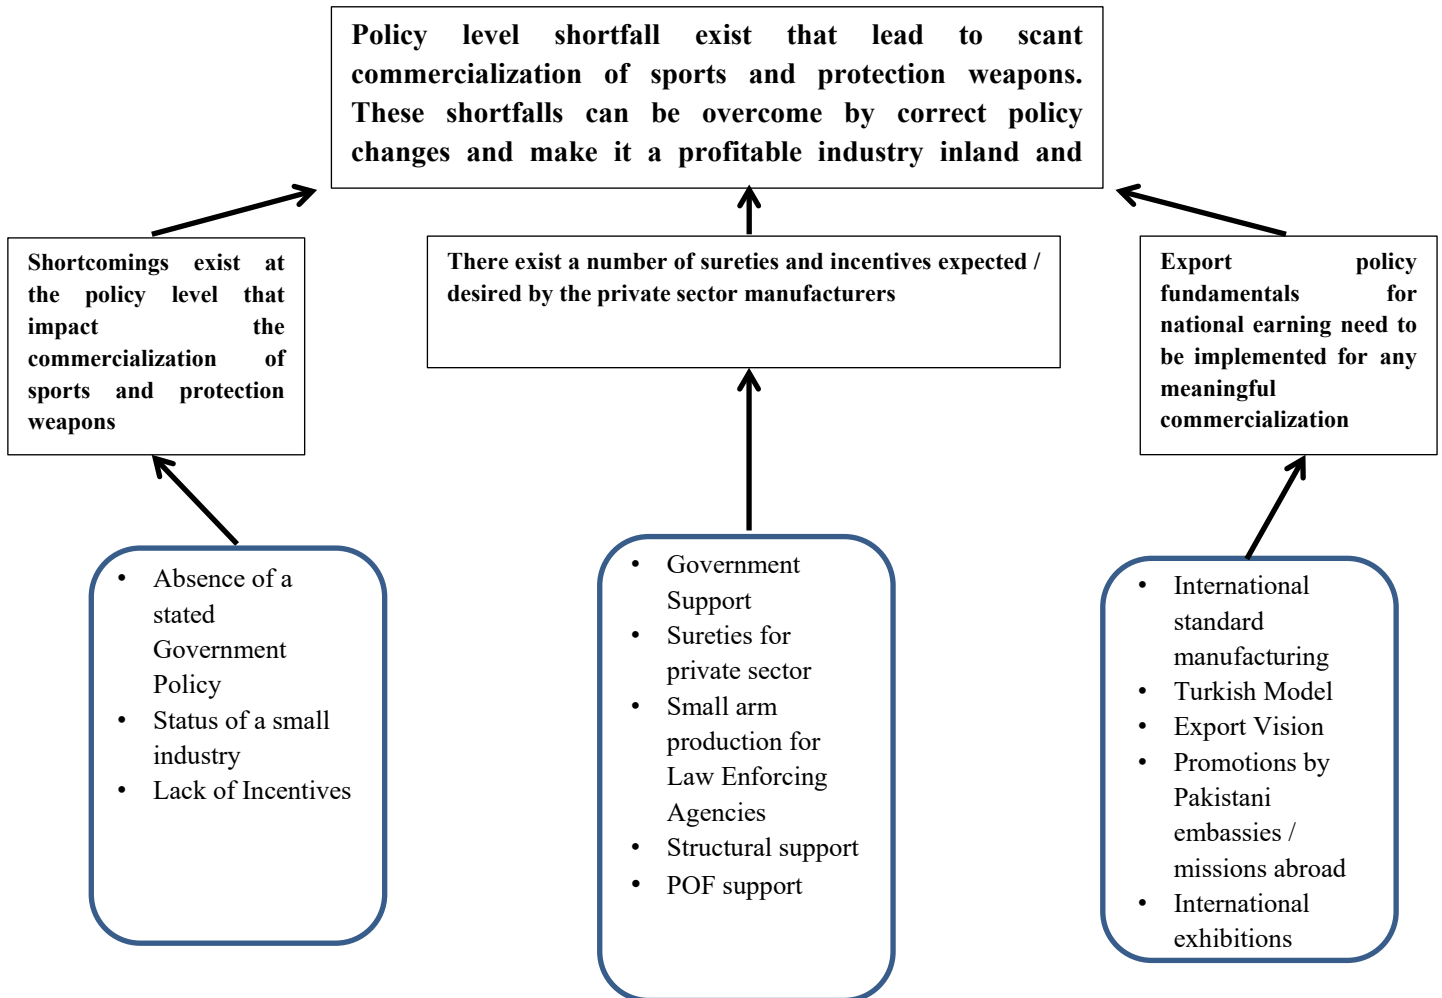 Policy level shortfall exist that lead to scant
commercialization of sports and protection weapons.
These shortfalls can be overcome by correct policy
changes and make it a profitable industry inland and
Shortcomings exist at
the policy level that
impact the
commercialization of
sports and protection
weapons
There exist a number of sureties and incentives expected /
desired by the private sector manufacturers
Export policy
fundamentals for
national earning need to
be implemented for any
meaningful
commercialization
• Absence of a
stated
Government
Policy
• Status of a small
industry
• Lack of Incentives
• Government
Support
• Sureties for
private sector
• Small arm
production for
Law Enforcing
Agencies
• Structural support
• POF support
• International
standard
manufacturing
• Turkish Model
• Export Vision
• Promotions by
Pakistani
embassies /
missions abroad
• International
exhibitions